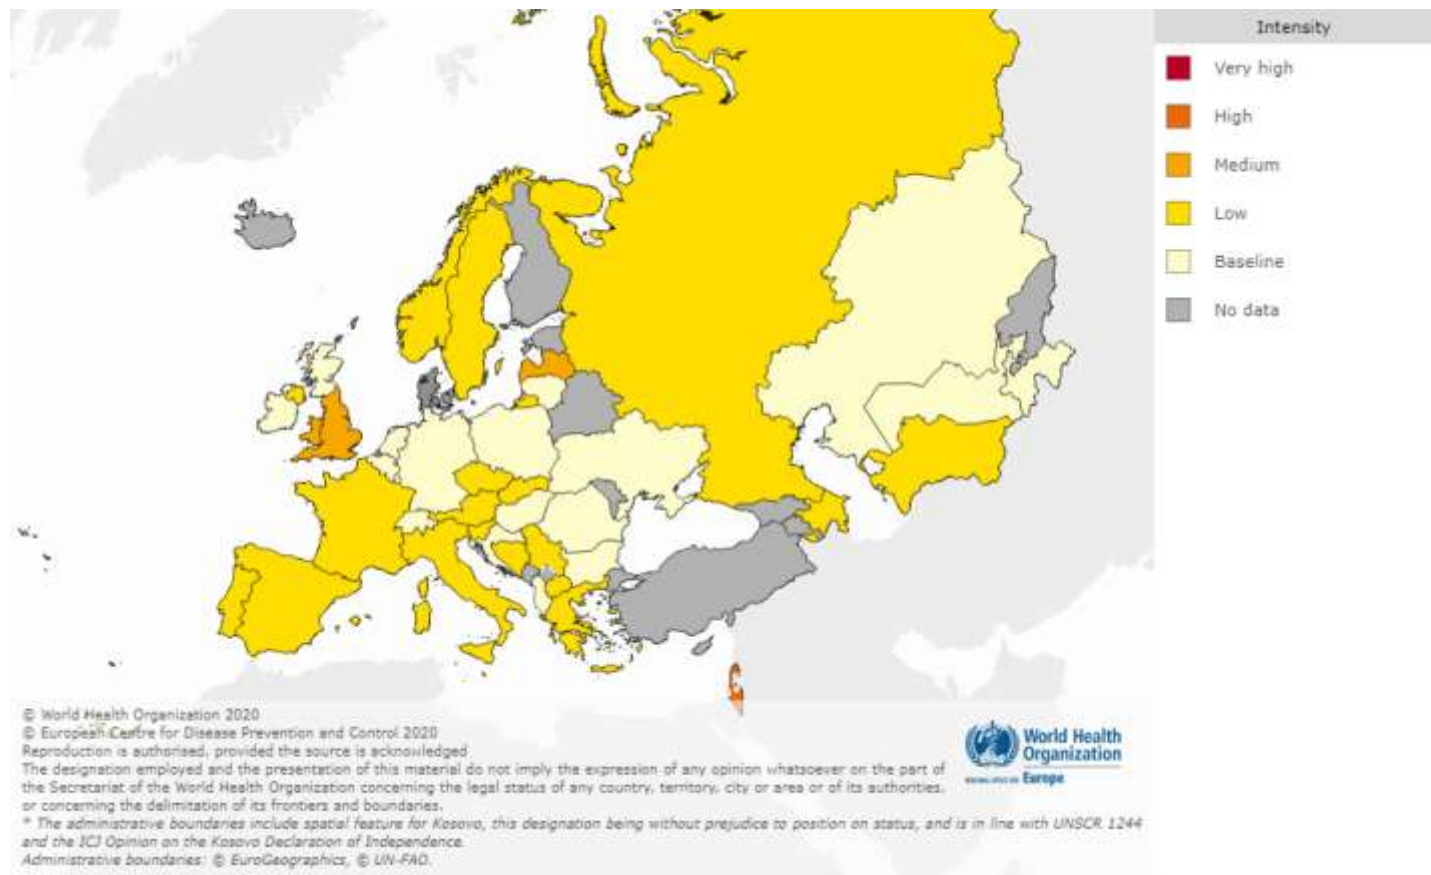 Intensity
Very high
High
Medium
Low
Baseline
No data
© World Health Organization 2020
© European Centre for Disease Prevention and Control 2020
Reproduction is authorised, provided the source is acknowledged
The designation employed and the presentation of this material do not imply the expression of any opinion whatsoever on the part of
the Secretariat of the World Health Organization concerning the legal status of any country, territory, city or area or of its authorities,
or concerning the delimitation of its frontiers and boundaries.
* The administrative boundaries include spatial feature for Kosovo, this designation being without prejudice to position on status, and is in line with UNSCR 1244
and the ICJ Opinion on the Kosovo Declaration of Independence.
Administrative boundaries: © EuroGeographics, © UN-FAO.
World Health
Organization
REGIONAL OFFICE FOR Europe